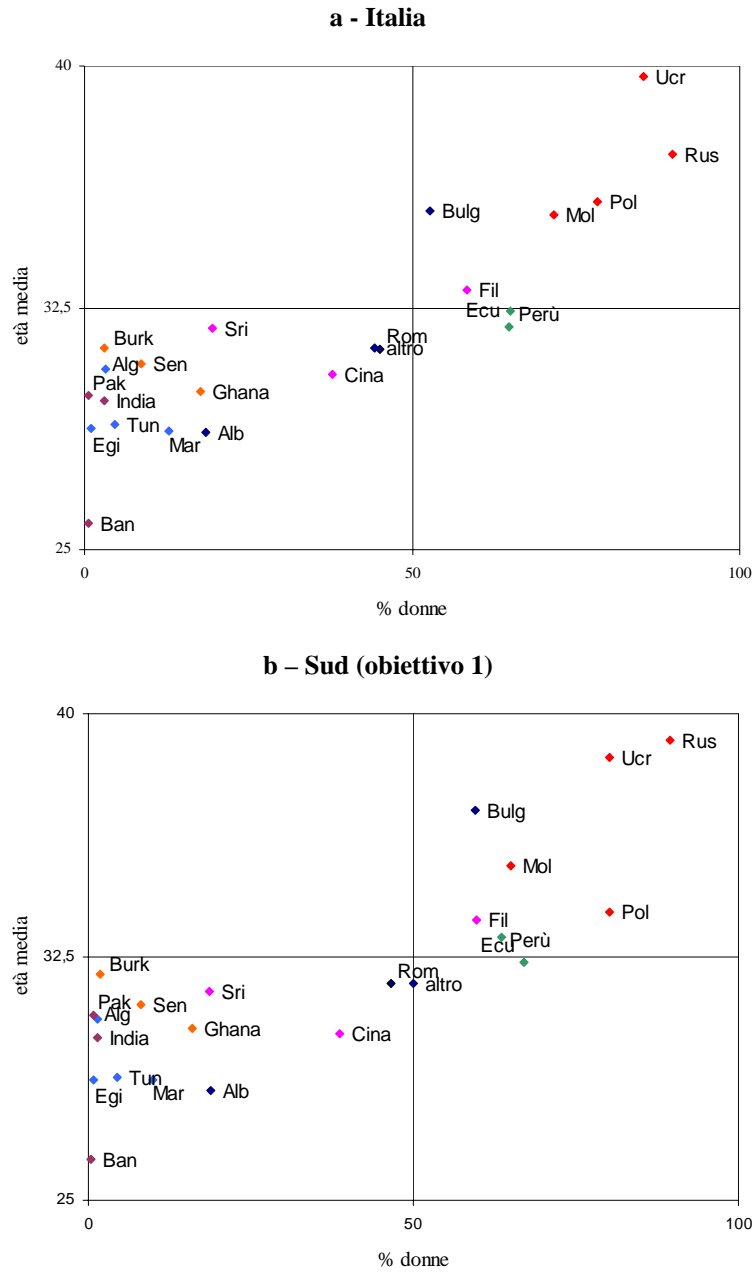 a - Italia
40
Ucr
Rus
Pol
Bulg
Mol
età media
Fil
32,5
Ecu Perù
Sri
Burk
Rom
altro
Alg Sen
Cina
Pak
Ghana
India
Tun
Alb
Egi
Mar
Ban
25
0 50 100
% donne
b – Sud (obiettivo 1)
40
Rus
Ucr
Bulg
Mol
età media
Pol
Fil
Ecu Perù
32,5
Burk
Rom
altro
Sri
Pak
Sen
Alg
Ghana
Cina
India
Tun
Egi
Mar
Alb
Ban
25
0 50 100
% donne